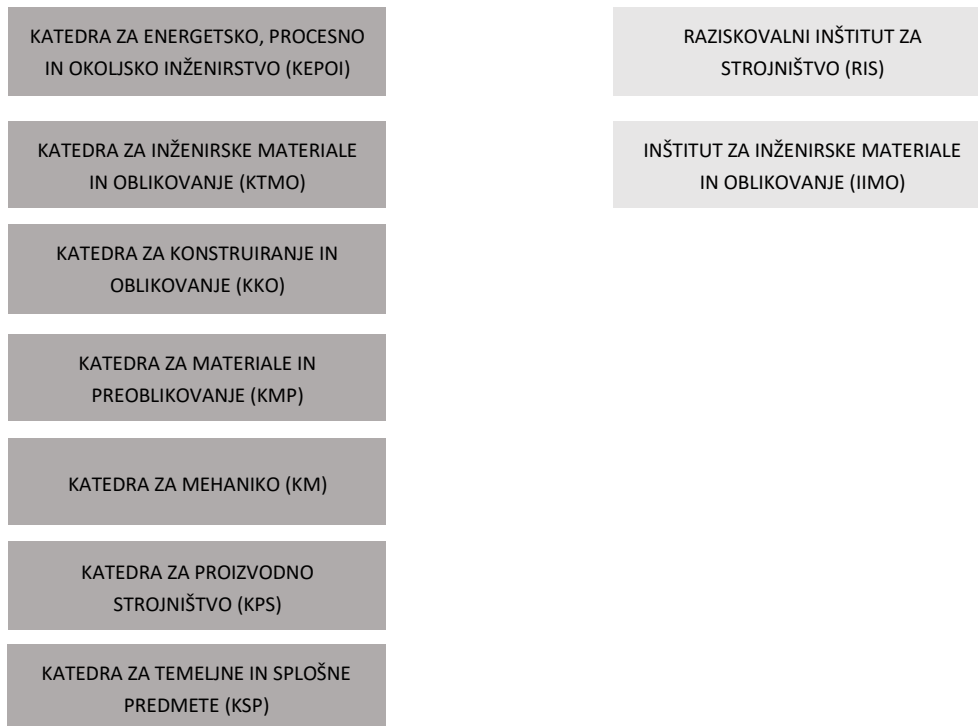 KATEDRA ZA ENERGETSKO, PROCESNO
IN OKOLJSKO INŽENIRSTVO (KEPOI)
KATEDRA ZA INŽENIRSKE MATERIALE
IN OBLIKOVANJE (KTMO)
KATEDRA ZA KONSTRUIRANJE IN
OBLIKOVANJE (KKO)
KATEDRA ZA MATERIALE IN
PREOBLIKOVANJE (KMP)
KATEDRA ZA MEHANIKO (KM)
KATEDRA ZA PROIZVODNO
STROJNIŠTVO (KPS)
KATEDRA ZA TEMELJNE IN SPLOŠNE
PREDMETE (KSP)
RAZISKOVALNI INŠTITUT ZA
STROJNIŠTVO (RIS)
INŠTITUT ZA INŽENIRSKE MATERIALE
IN OBLIKOVANJE (IIMO)